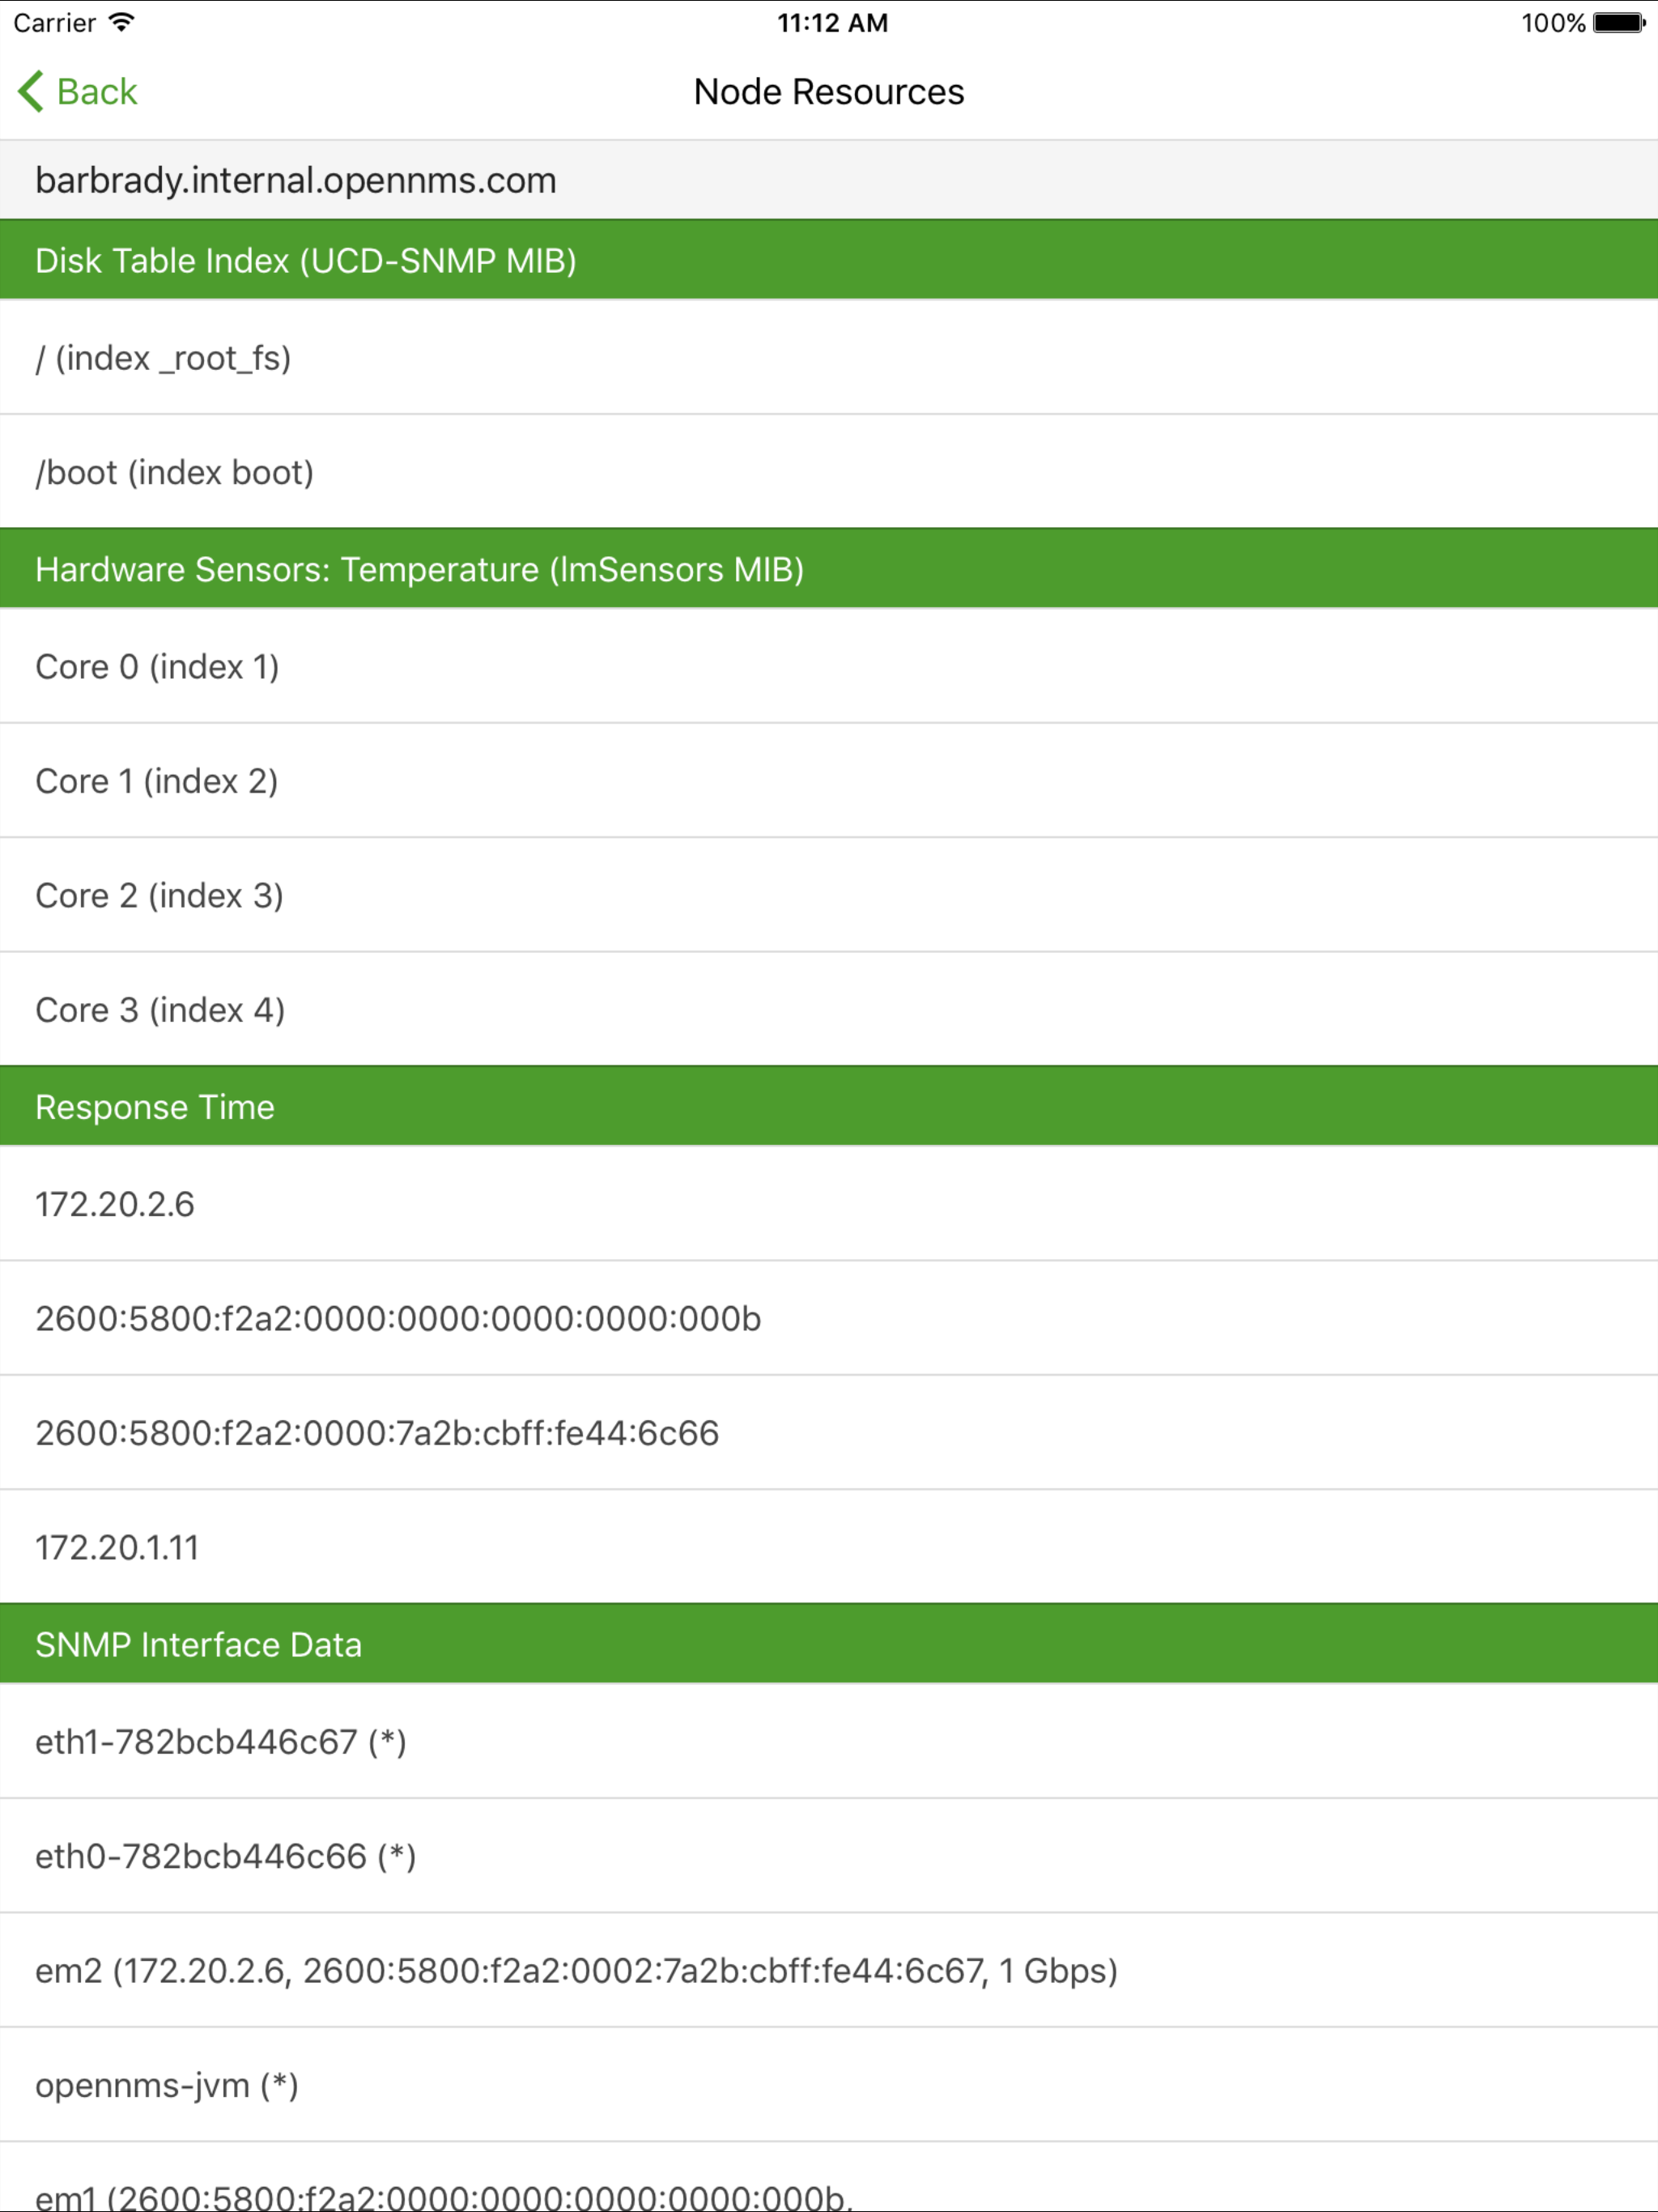 Carrier
11:12 AM
100%
Back
Node Resources
barbrady.internal.opennms.com
Disk Table Index (UCD-SNMP MIB)
/ (index _root_fs)
/boot (index boot)
Hardware Sensors: Temperature (lmSensors MIB)
Core 0 (index 1)
Core 1 (index 2)
Core 2 (index 3)
Core 3 (index 4)
Response Time
172.20.2.6
2600:5800:f2a2:0000:0000:0000:0000:000b
2600:5800:f2a2:0000:7a2b:cbff:fe44:6c66
172.20.1.11
SNMP Interface Data
eth1-782bcb446c67 (*)
eth0-782bcb446c66 (*)
em2 (172.20.2.6, 2600:5800:f2a2:0002:7a2b:cbff:fe44:6c67, 1 Gbps)
opennms-jvm (*)
em1 (2600:5800:f2a2:0000:0000:0000:0000:000b,